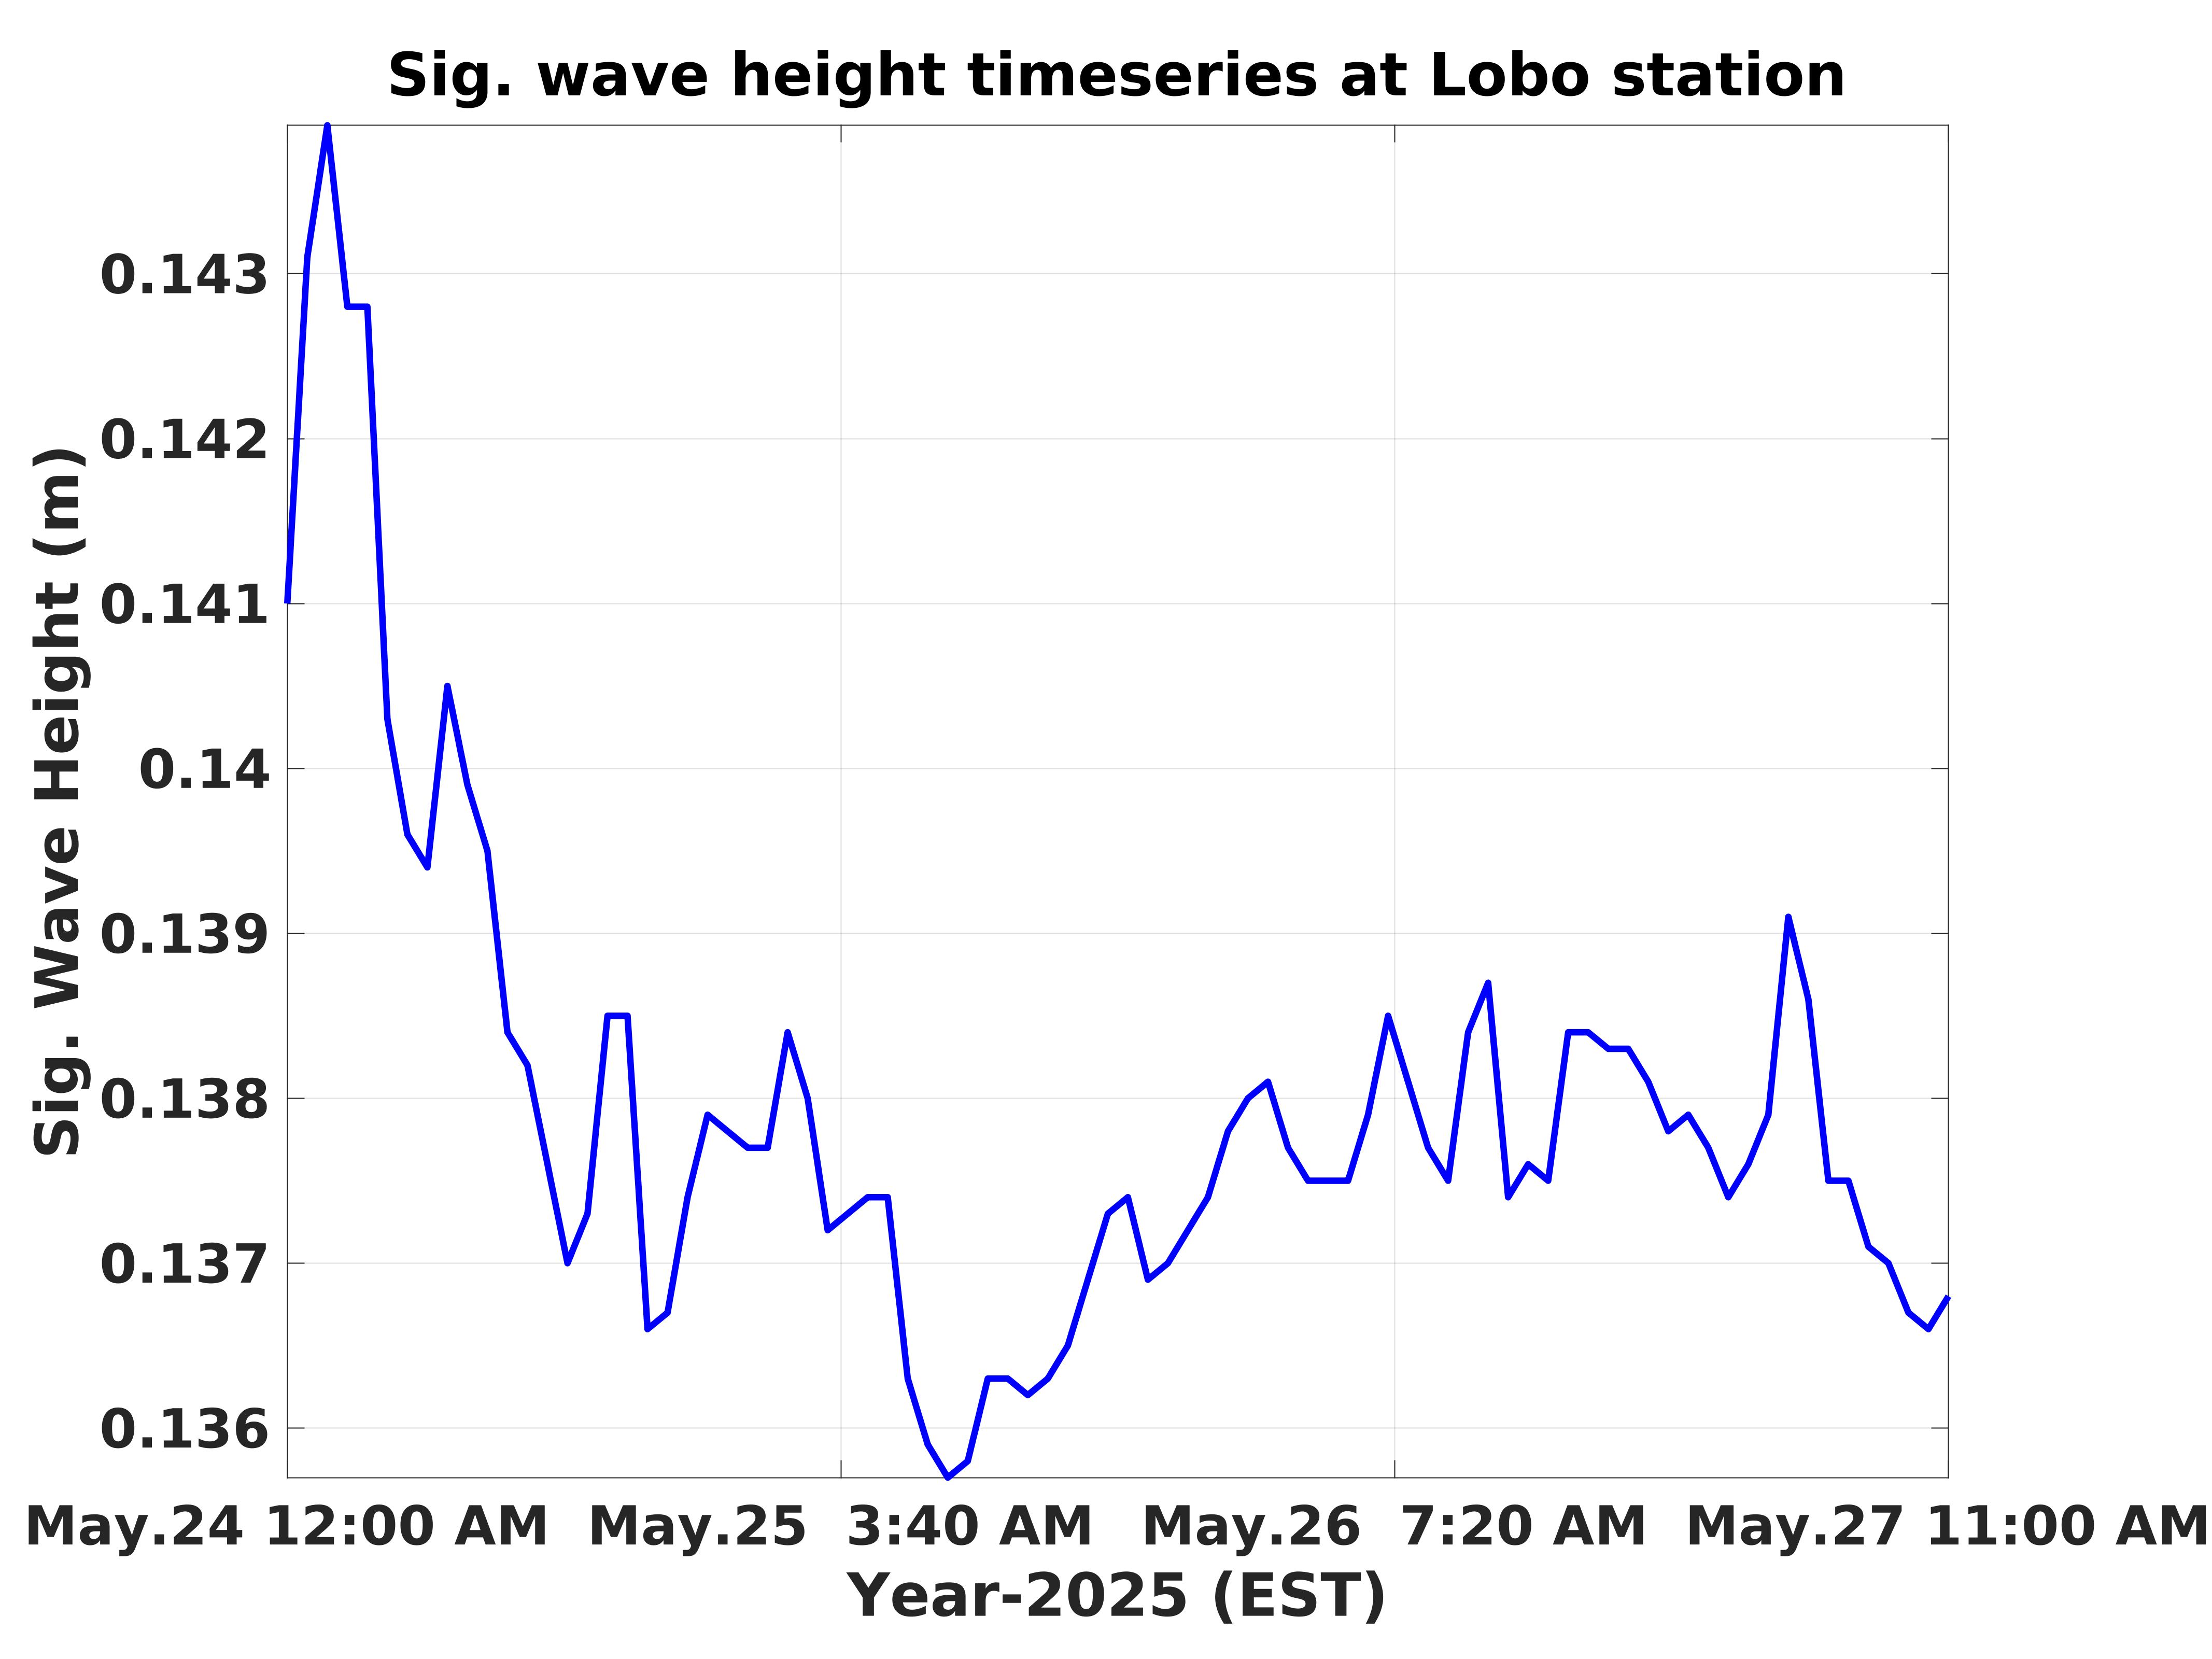 Sig. wave height timeseries at Lobo station
Sig. Wave Height (m)
0.143
0.142
0.141
0.14
0.139
0.138
0.137
0.136
May.24 12:00 AM May.25 3:40 AM May.26 7:20 AM May.27 11:00 AM
Year-2025 (EST)